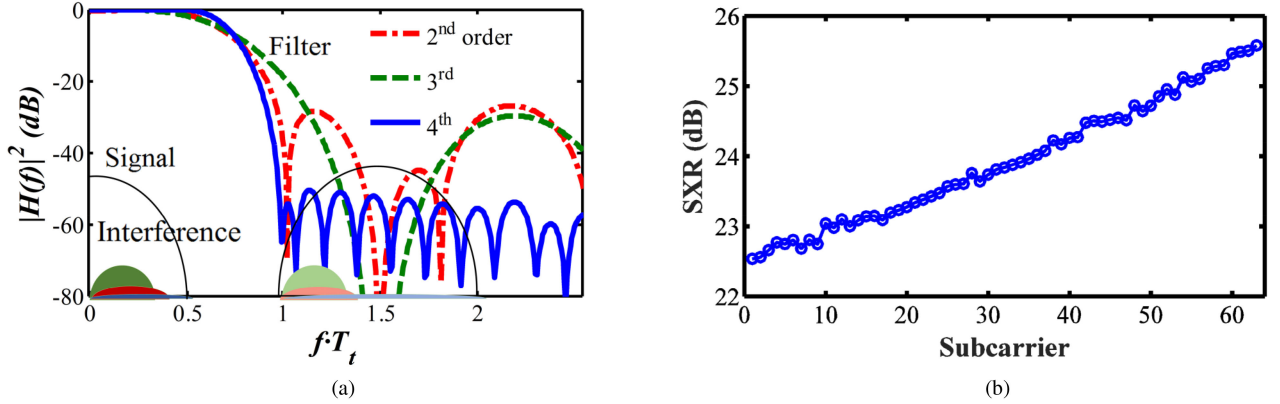 |H(f)|² (dB)
0
-20
-40
-60
-80
Filter
2nd order
3rd
4th
Signal
Interference
0
0.5
1
1.5
2
f·Tt
(a)
SXR (dB)
26
25
24
23
22
0
10
20
30
40
50
60
Subcarrier
(b)